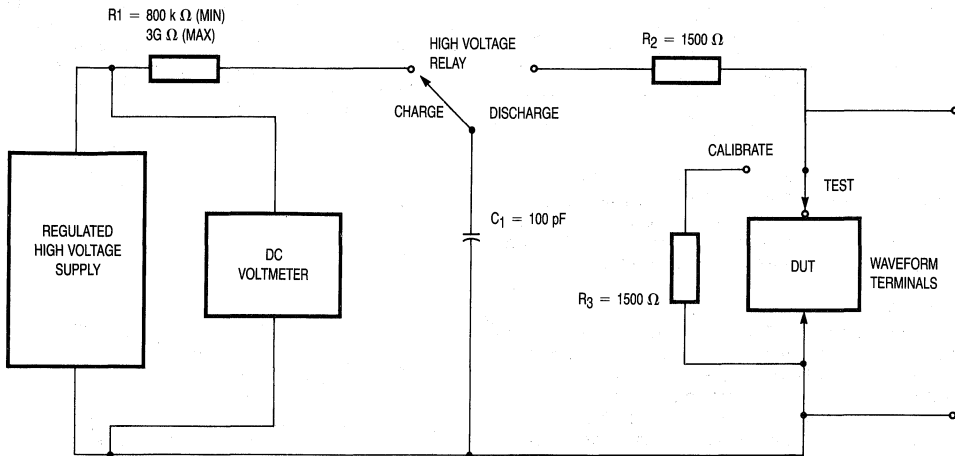 R1 = 800 k Ω (MIN)
3G Ω (MAX)
HIGH VOLTAGE
RELAY
R2 = 1500 Ω
CHARGE
DISCHARGE
CALIBRATE
TEST
REGULATED
HIGH VOLTAGE
SUPPLY
DC
VOLTMETER
C1 = 100 pF
R3 = 1500 Ω
DUT
WAVEFORM
TERMINALS